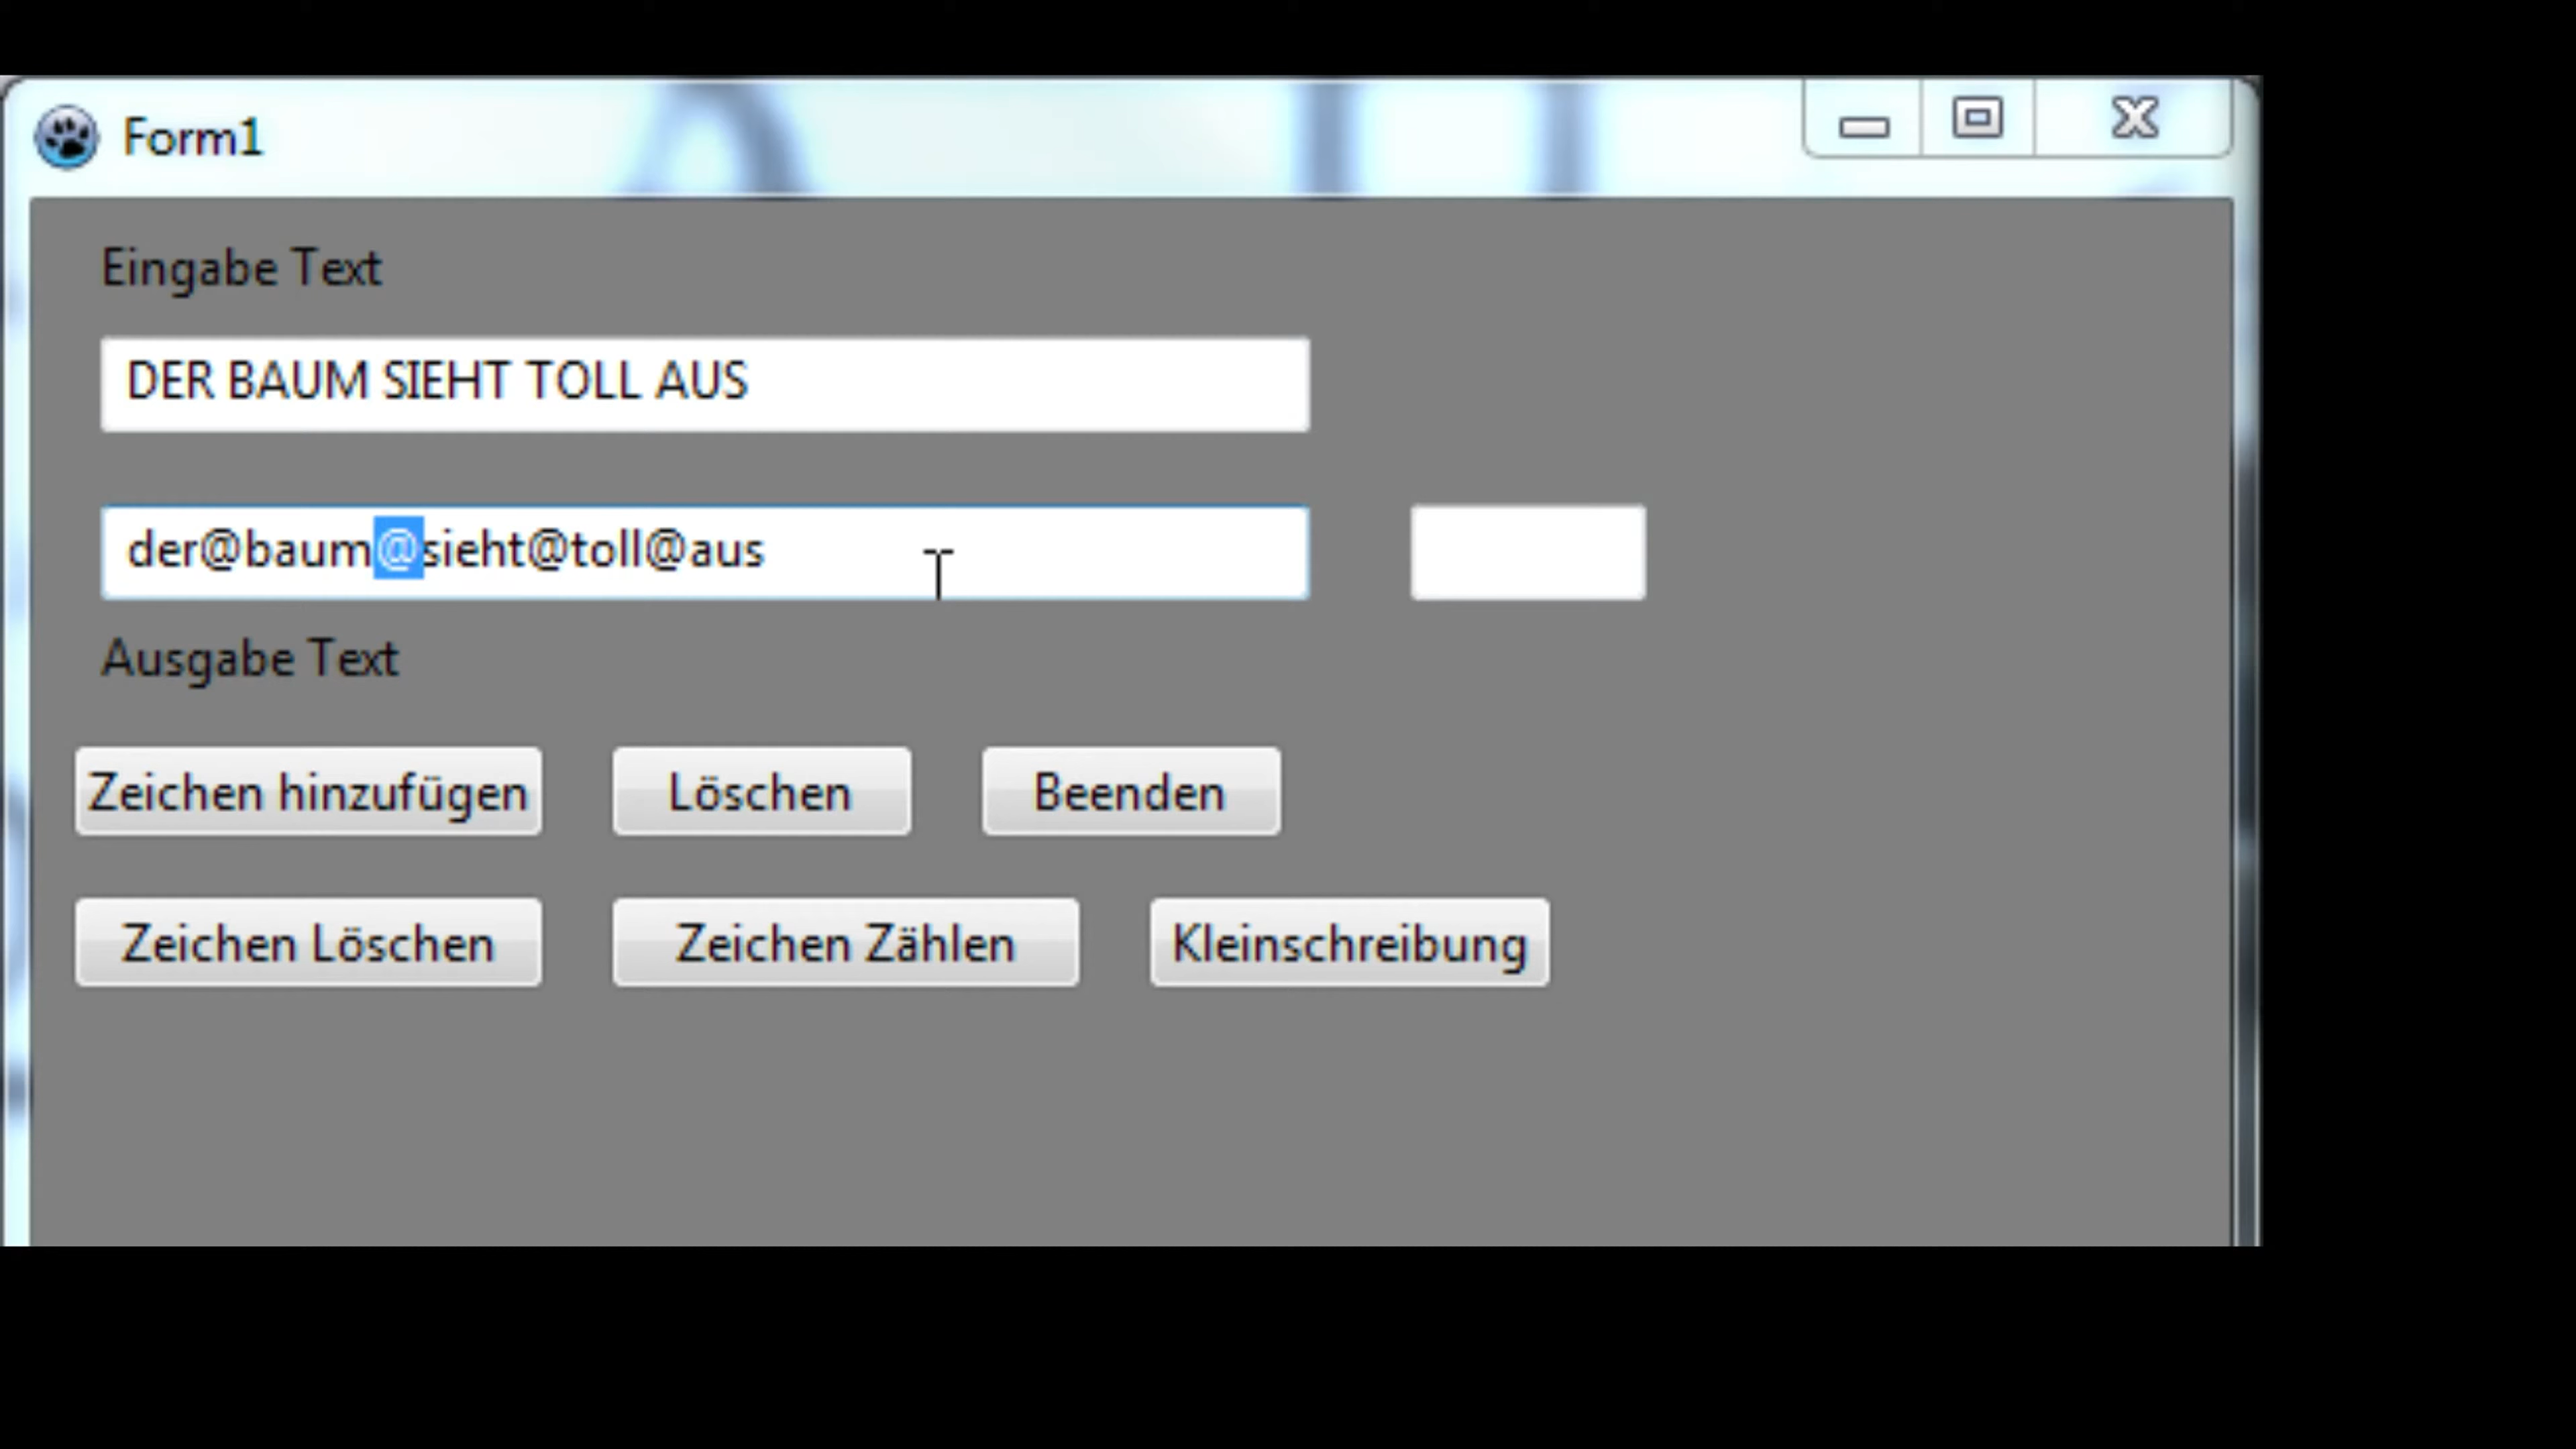 Form1
Eingabe Text
DER BAUM SIEHT TOLL AUS
der@baum@sieht@toll@aus
Ausgabe Text
Zeichen hinzufügen Löschen Beenden
Zeichen Löschen Zeichen Zählen Kleinschreibung